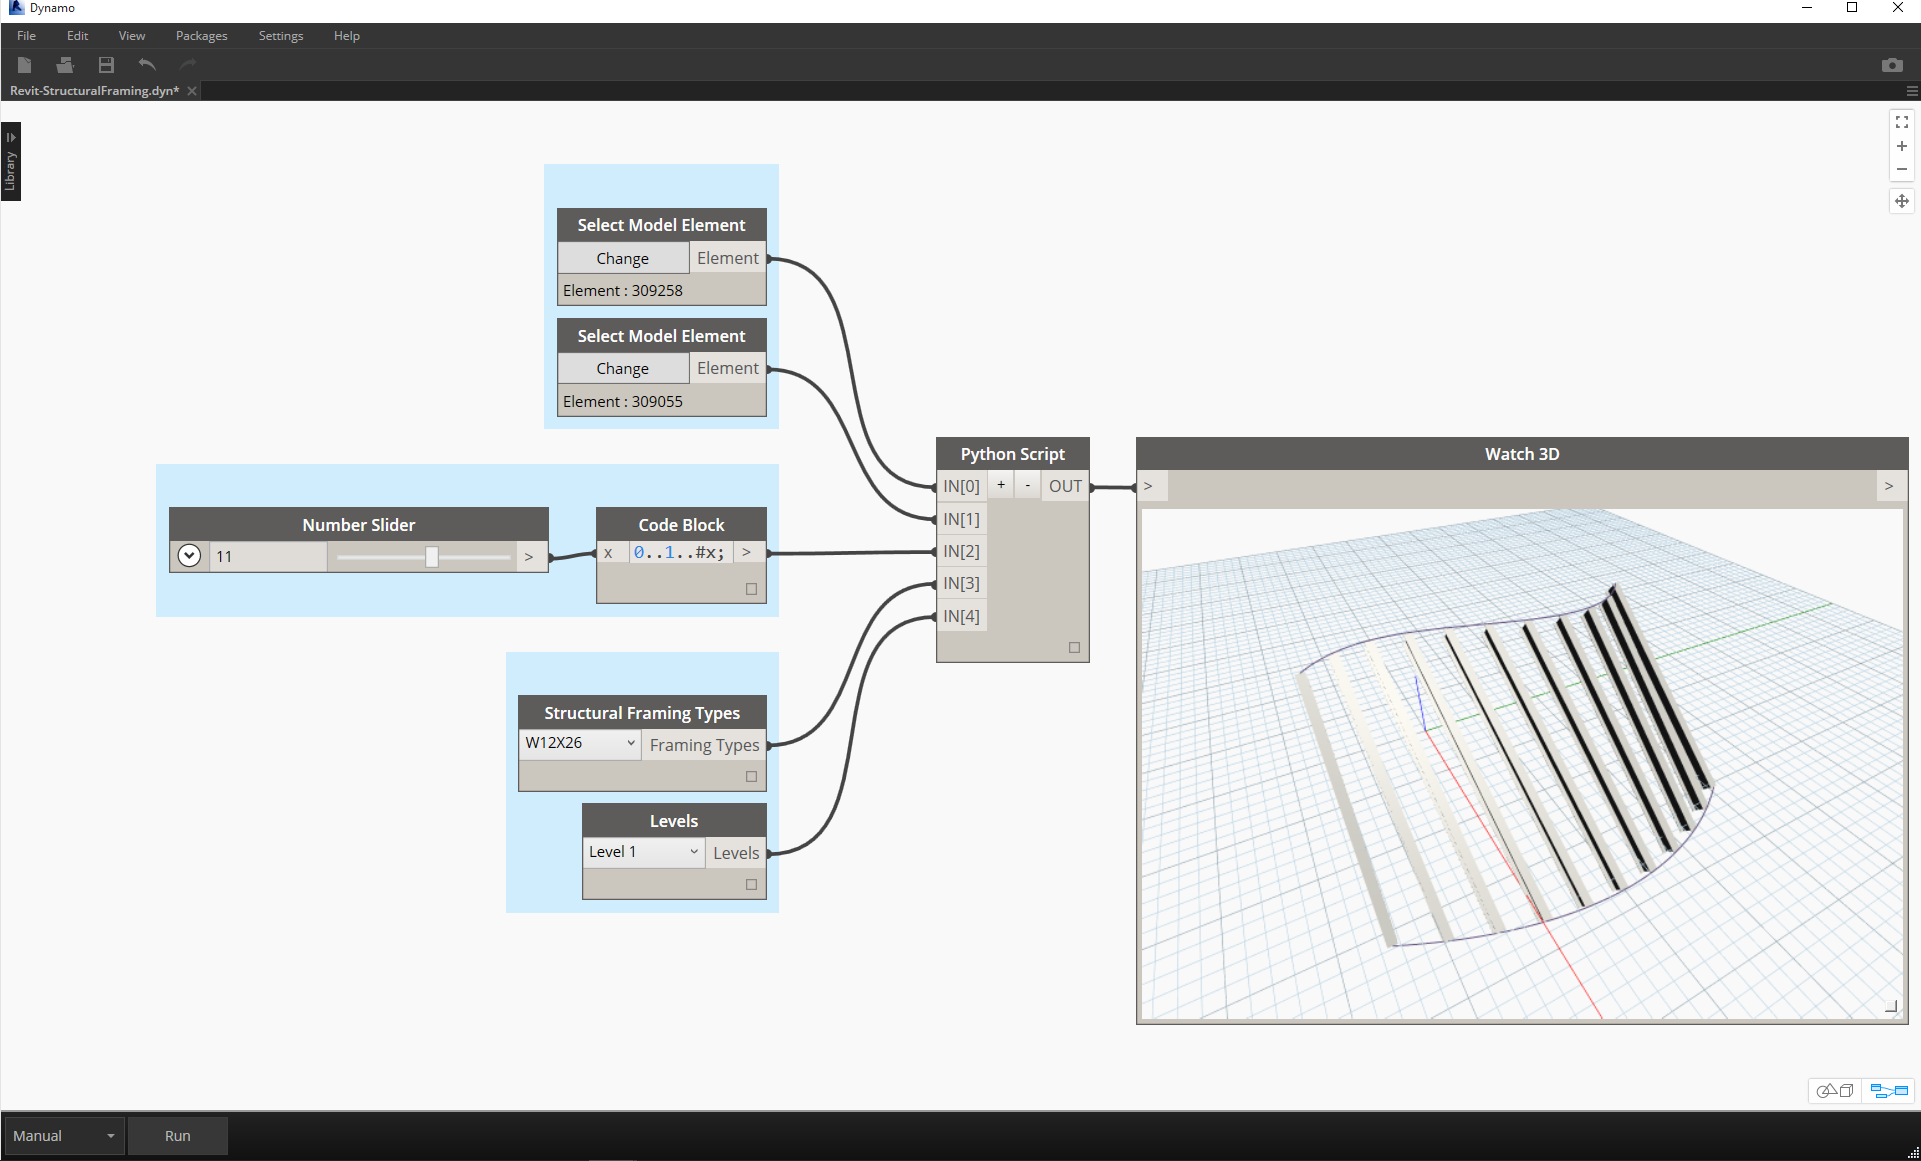 Dynamo
File Edit View Packages Settings Help
Revit-StructuralFraming.dyn*
Library
Select Model Element
Change Element
Element : 309258
Select Model Element
Change Element
Element : 309055
Number Slider
11 >
Code Block
x 0..1..#x; >
Structural Framing Types
W12X26 Framing Types
Levels
Level 1 Levels
Python Script
IN[0] + - OUT
IN[1]
IN[2]
IN[3]
IN[4]
Watch 3D
> >
Manual Run